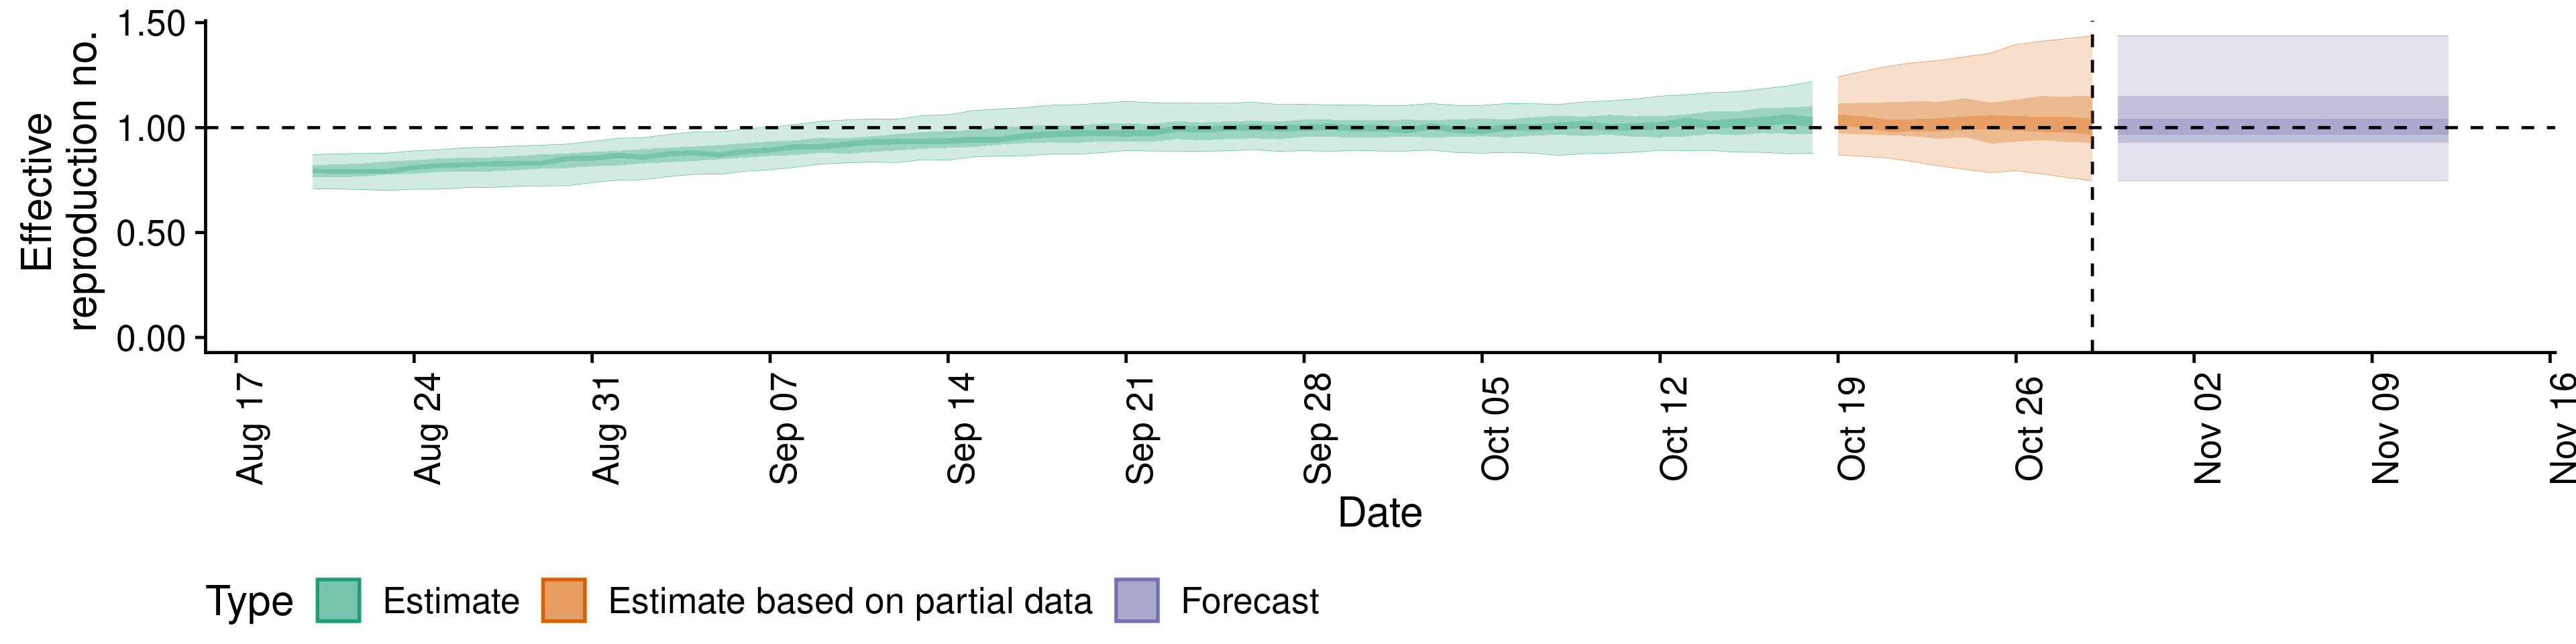 Effective
reproduction no.
1.50
1.00
0.50
0.00
Aug 17
Aug 24
Aug 31
Sep 07
Sep 14
Sep 21
Sep 28
Oct 05
Oct 12
Oct 19
Oct 26
Nov 02
Nov 09
Nov 16
Date
Type
Estimate
Estimate based on partial data
Forecast